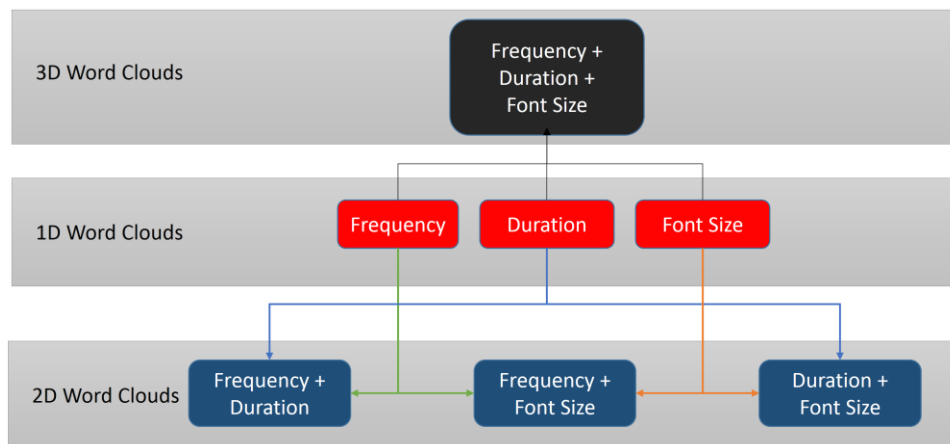 3D Word Clouds
Frequency +
Duration +
Font Size
1D Word Clouds
Frequency
Duration
Font Size
2D Word Clouds
Frequency +
Duration
Frequency +
Font Size
Duration +
Font Size